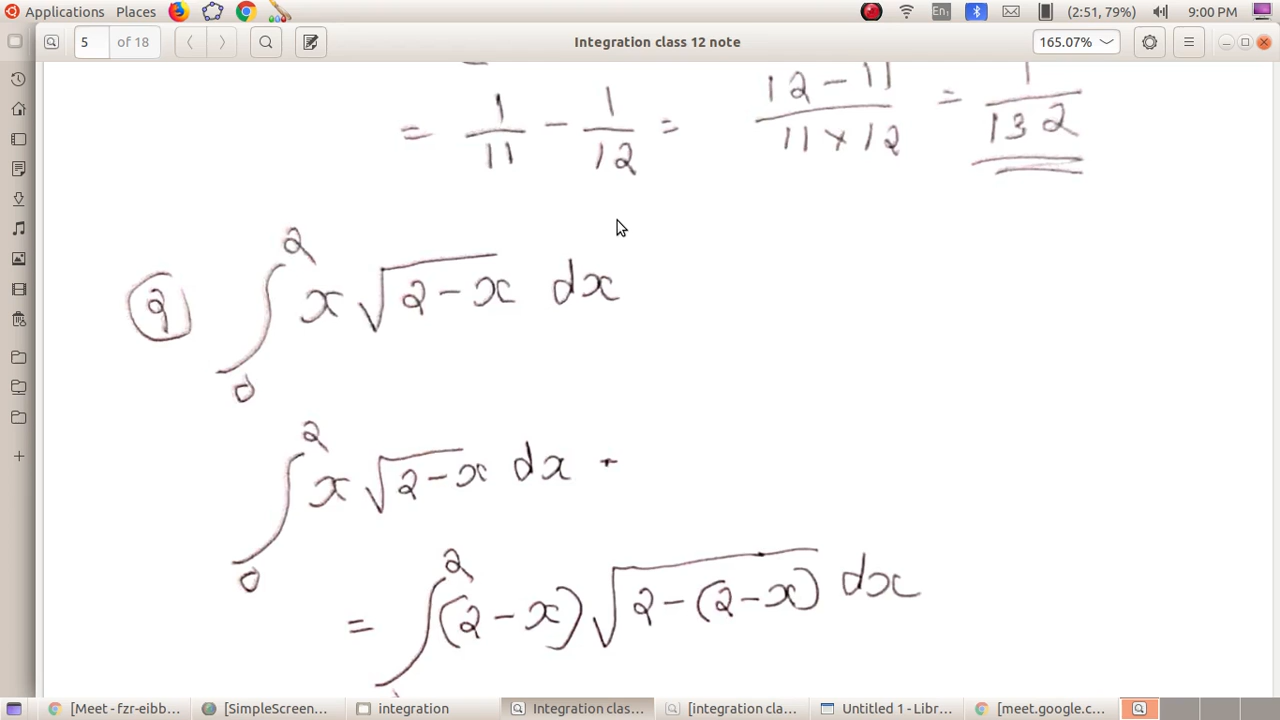 Applications Places En₁ (2:51, 79%) 9:00 PM
5 of 18 Integration class 12 note 165.07%
= 1/11 - 1/12 = (12-11)/(11×12) = 1/132
Q ∫₀² x√(2-x) dx
∫₀² x√(2-x) dx -
= ∫² (2-x)√(2-(2-x)) dx
[Meet - fzr-eibb... [SimpleScreen... integration Integration clas... [integration cla... Untitled 1 - Libr... [meet.google.c...